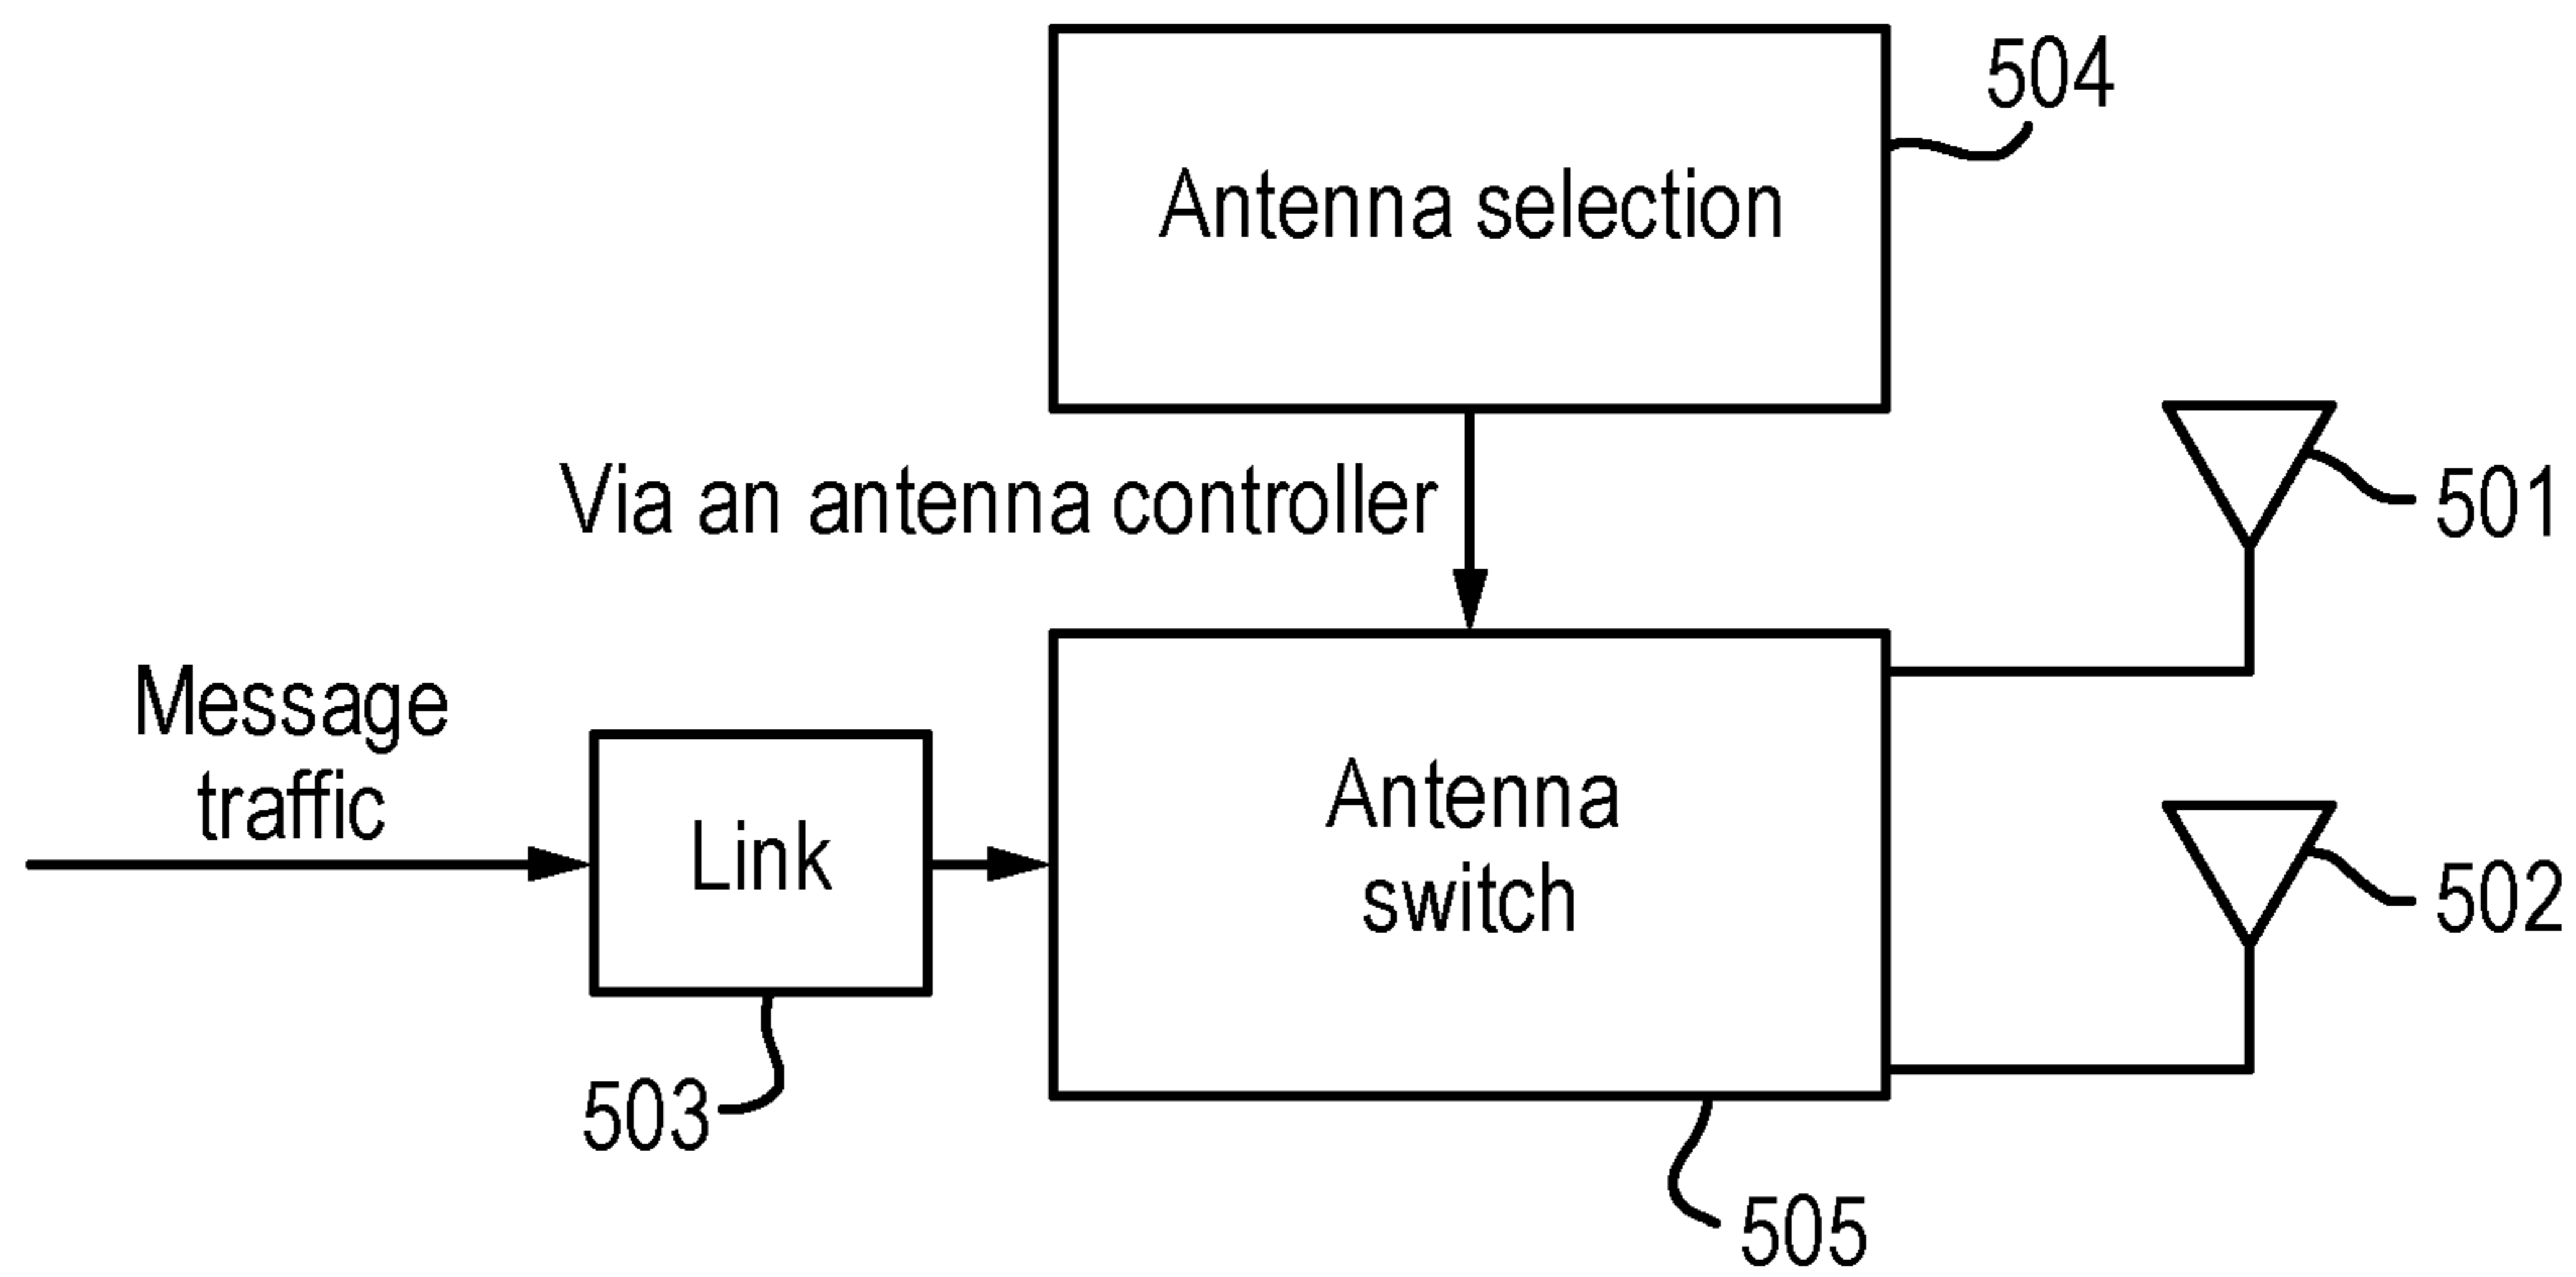 504
Antenna selection
Via an antenna controller
501
Message
traffic
Link
Antenna
switch
502
503
505